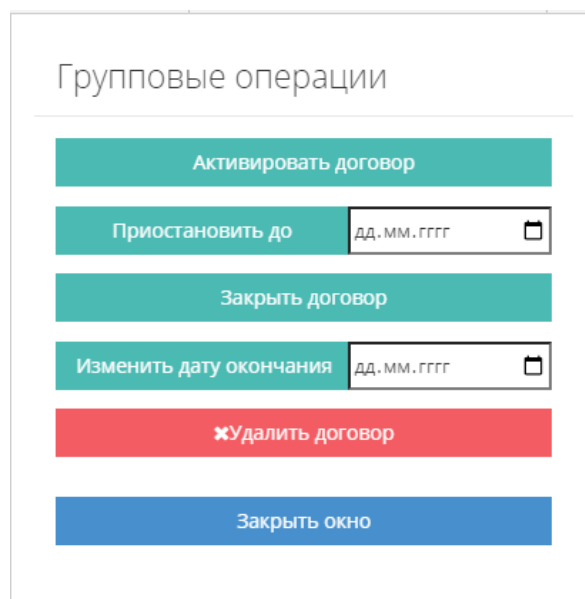 Групповые операции
Активировать договор
Приостановить до дд.мм.гггг
Закрыть договор
Изменить дату окончания дд.мм.гггг
✖Удалить договор
Закрыть окно